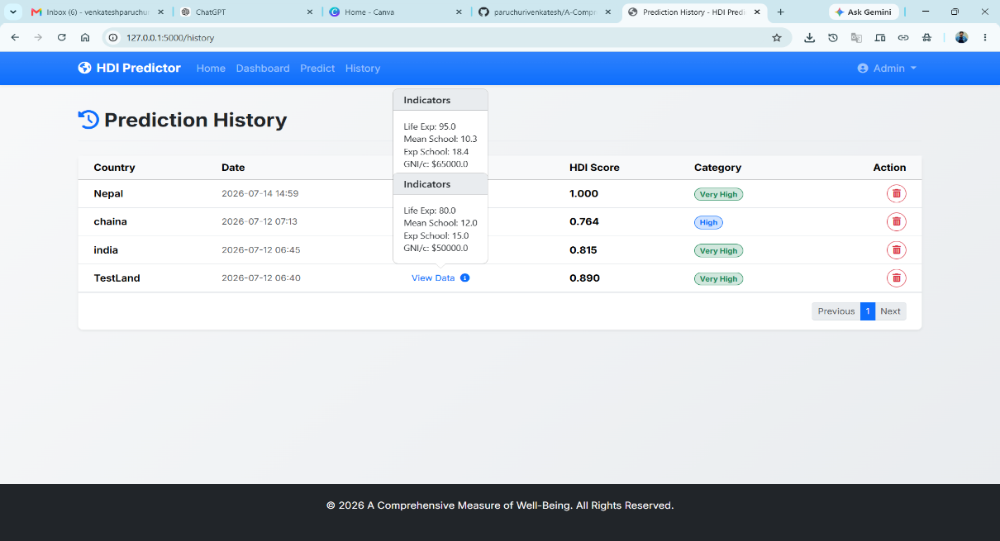 Inbox (6) - venkateshparuchur
ChatGPT
Home - Canva
paruchurivenkatesh/A-Compr
Prediction History - HDI Predi
Ask Gemini
127.0.0.1:5000/history
HDI Predictor Home Dashboard Predict History Admin
Prediction History
Indicators
Life Exp: 95.0
Mean School: 10.3
Exp School: 18.4
GNI/c: $65000.0
Indicators
Life Exp: 80.0
Mean School: 12.0
Exp School: 15.0
GNI/c: $50000.0
Country Date HDI Score Category Action
Nepal 2026-07-14 14:59 1.000 Very High
chaina 2026-07-12 07:13 0.764 High
india 2026-07-12 06:45 0.815 Very High
TestLand 2026-07-12 06:40 View Data 0.890 Very High
Previous 1 Next
© 2026 A Comprehensive Measure of Well-Being. All Rights Reserved.